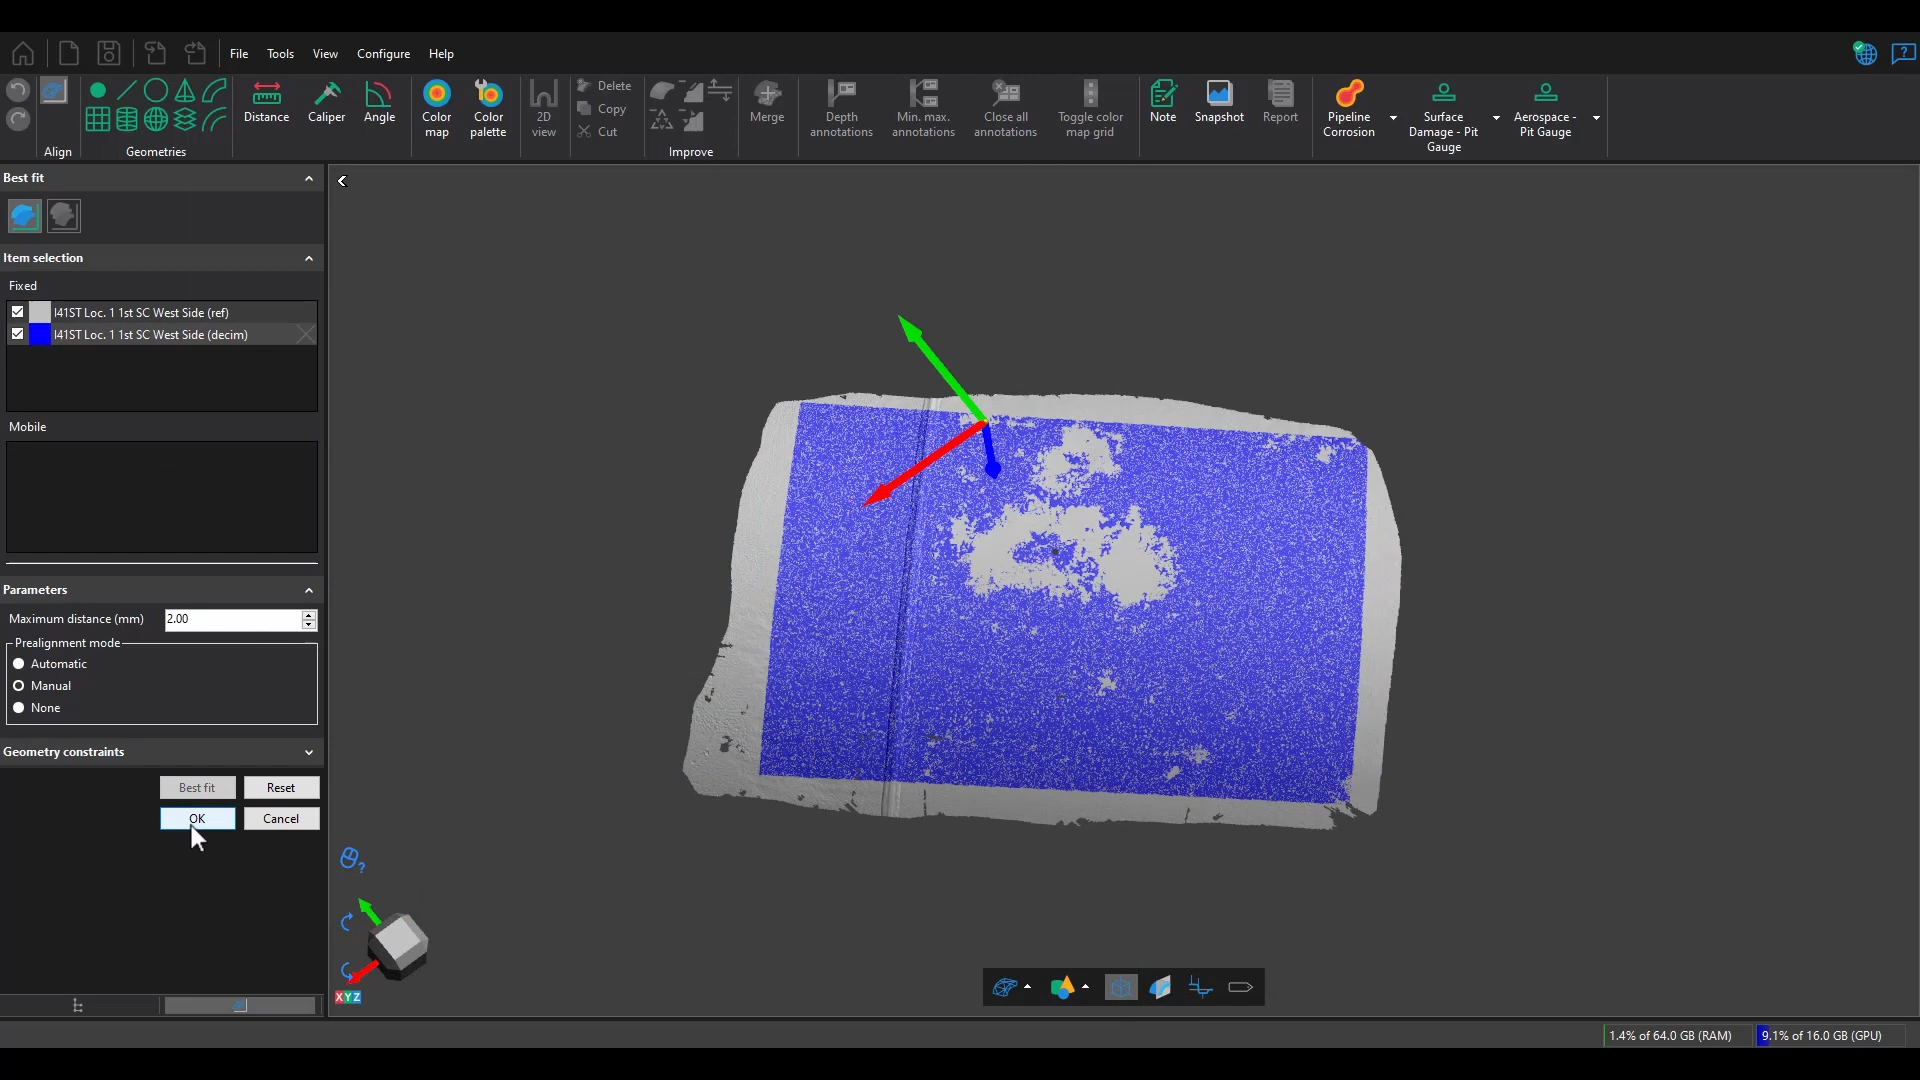 File Tools View Configure Help
Delete
Copy
Cut
Distance Caliper Angle
Color map
Color palette
2D view
Merge
Depth annotations
Min. max. annotations
Close all annotations
Toggle color map grid
Note Snapshot Report
Pipeline Corrosion
Surface Damage - Pit Gauge
Aerospace - Pit Gauge
Align Geometries Improve
Best fit
Item selection
Fixed
I41ST Loc. 1 1st SC West Side (ref)
I41ST Loc. 1 1st SC West Side (decim)
Mobile
Parameters
Maximum distance (mm) 2.00
Prealignment mode
Automatic
Manual
None
Geometry constraints
Best fit Reset
OK Cancel
XYZ
1.4% of 64.0 GB (RAM) 9.1% of 16.0 GB (GPU)